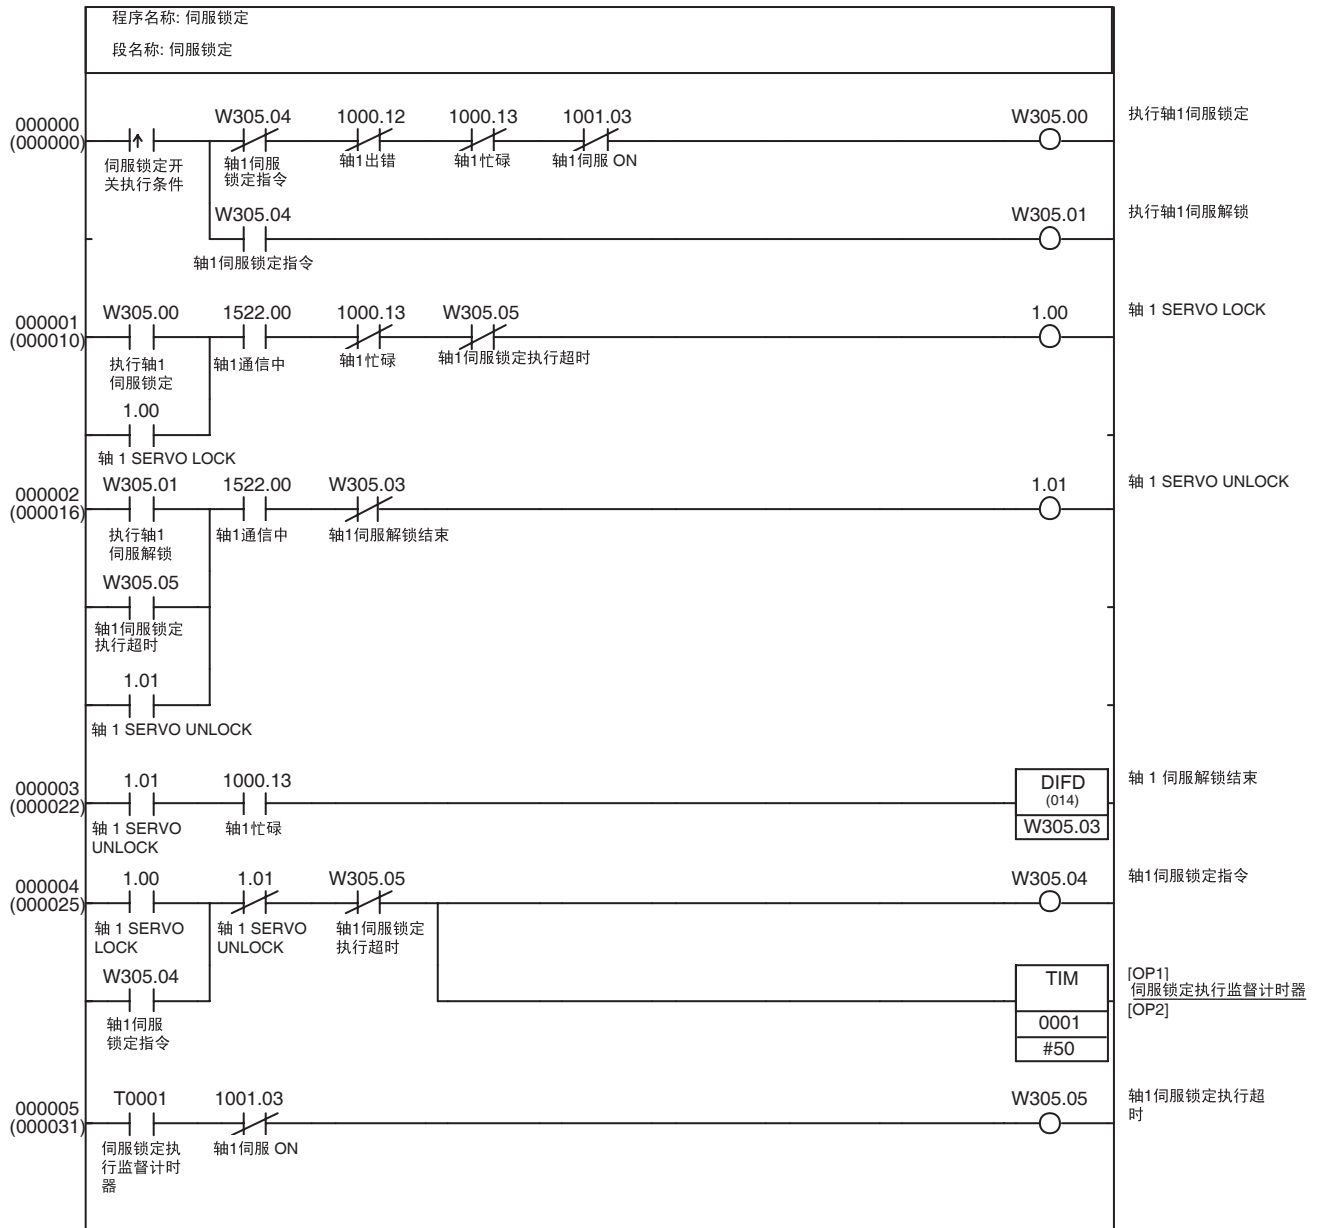 程序名称: 伺服锁定
段名称: 伺服锁定
000000
(000000)
伺服锁定开
关执行条件
W305.04
轴1伺服
锁定指令
1000.12
轴1出错
1000.13
轴1忙碌
1001.03
轴1伺服 ON
W305.00
执行轴1伺服锁定
W305.04
轴1伺服锁定指令
W305.01
执行轴1伺服解锁
000001
(000010)
W305.00
执行轴1
伺服锁定
1522.00
轴1通信中
1000.13
轴1忙碌
W305.05
轴1伺服锁定执行超时
1.00
轴 1 SERVO LOCK
1.00
轴 1 SERVO LOCK
000002
(000016)
W305.01
执行轴1
伺服解锁
1522.00
轴1通信中
W305.03
轴1伺服解锁结束
1.01
轴 1 SERVO UNLOCK
W305.05
轴1伺服锁定
执行超时
1.01
轴 1 SERVO UNLOCK
000003
(000022)
1.01
轴 1 SERVO
UNLOCK
1000.13
轴1忙碌
DIFD
(014)
W305.03
轴 1 伺服解锁结束
000004
(000025)
1.00
轴 1 SERVO
LOCK
1.01
轴 1 SERVO
UNLOCK
W305.05
轴1伺服锁定
执行超时
W305.04
轴1伺服锁定指令
W305.04
轴1伺服
锁定指令
TIM
0001
#50
[OP1]
伺服锁定执行监督计时器
[OP2]
000005
(000031)
T0001
伺服锁定执
行监督计时
器
1001.03
轴1伺服 ON
W305.05
轴1伺服锁定执行超
时